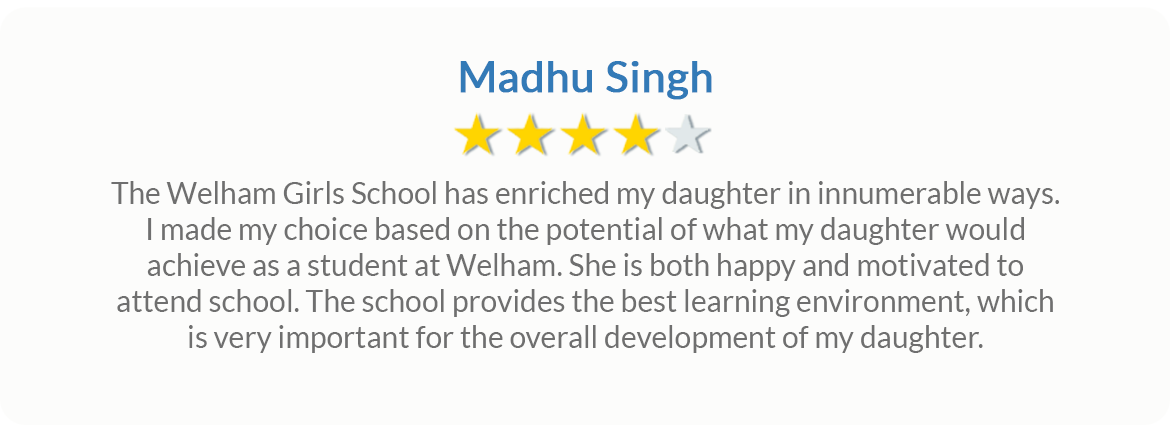 Madhu Singh
The Welham Girls School has enriched my daughter in innumerable ways.
I made my choice based on the potential of what my daughter would
achieve as a student at Welham. She is both happy and motivated to
attend school. The school provides the best learning environment, which
is very important for the overall development of my daughter.